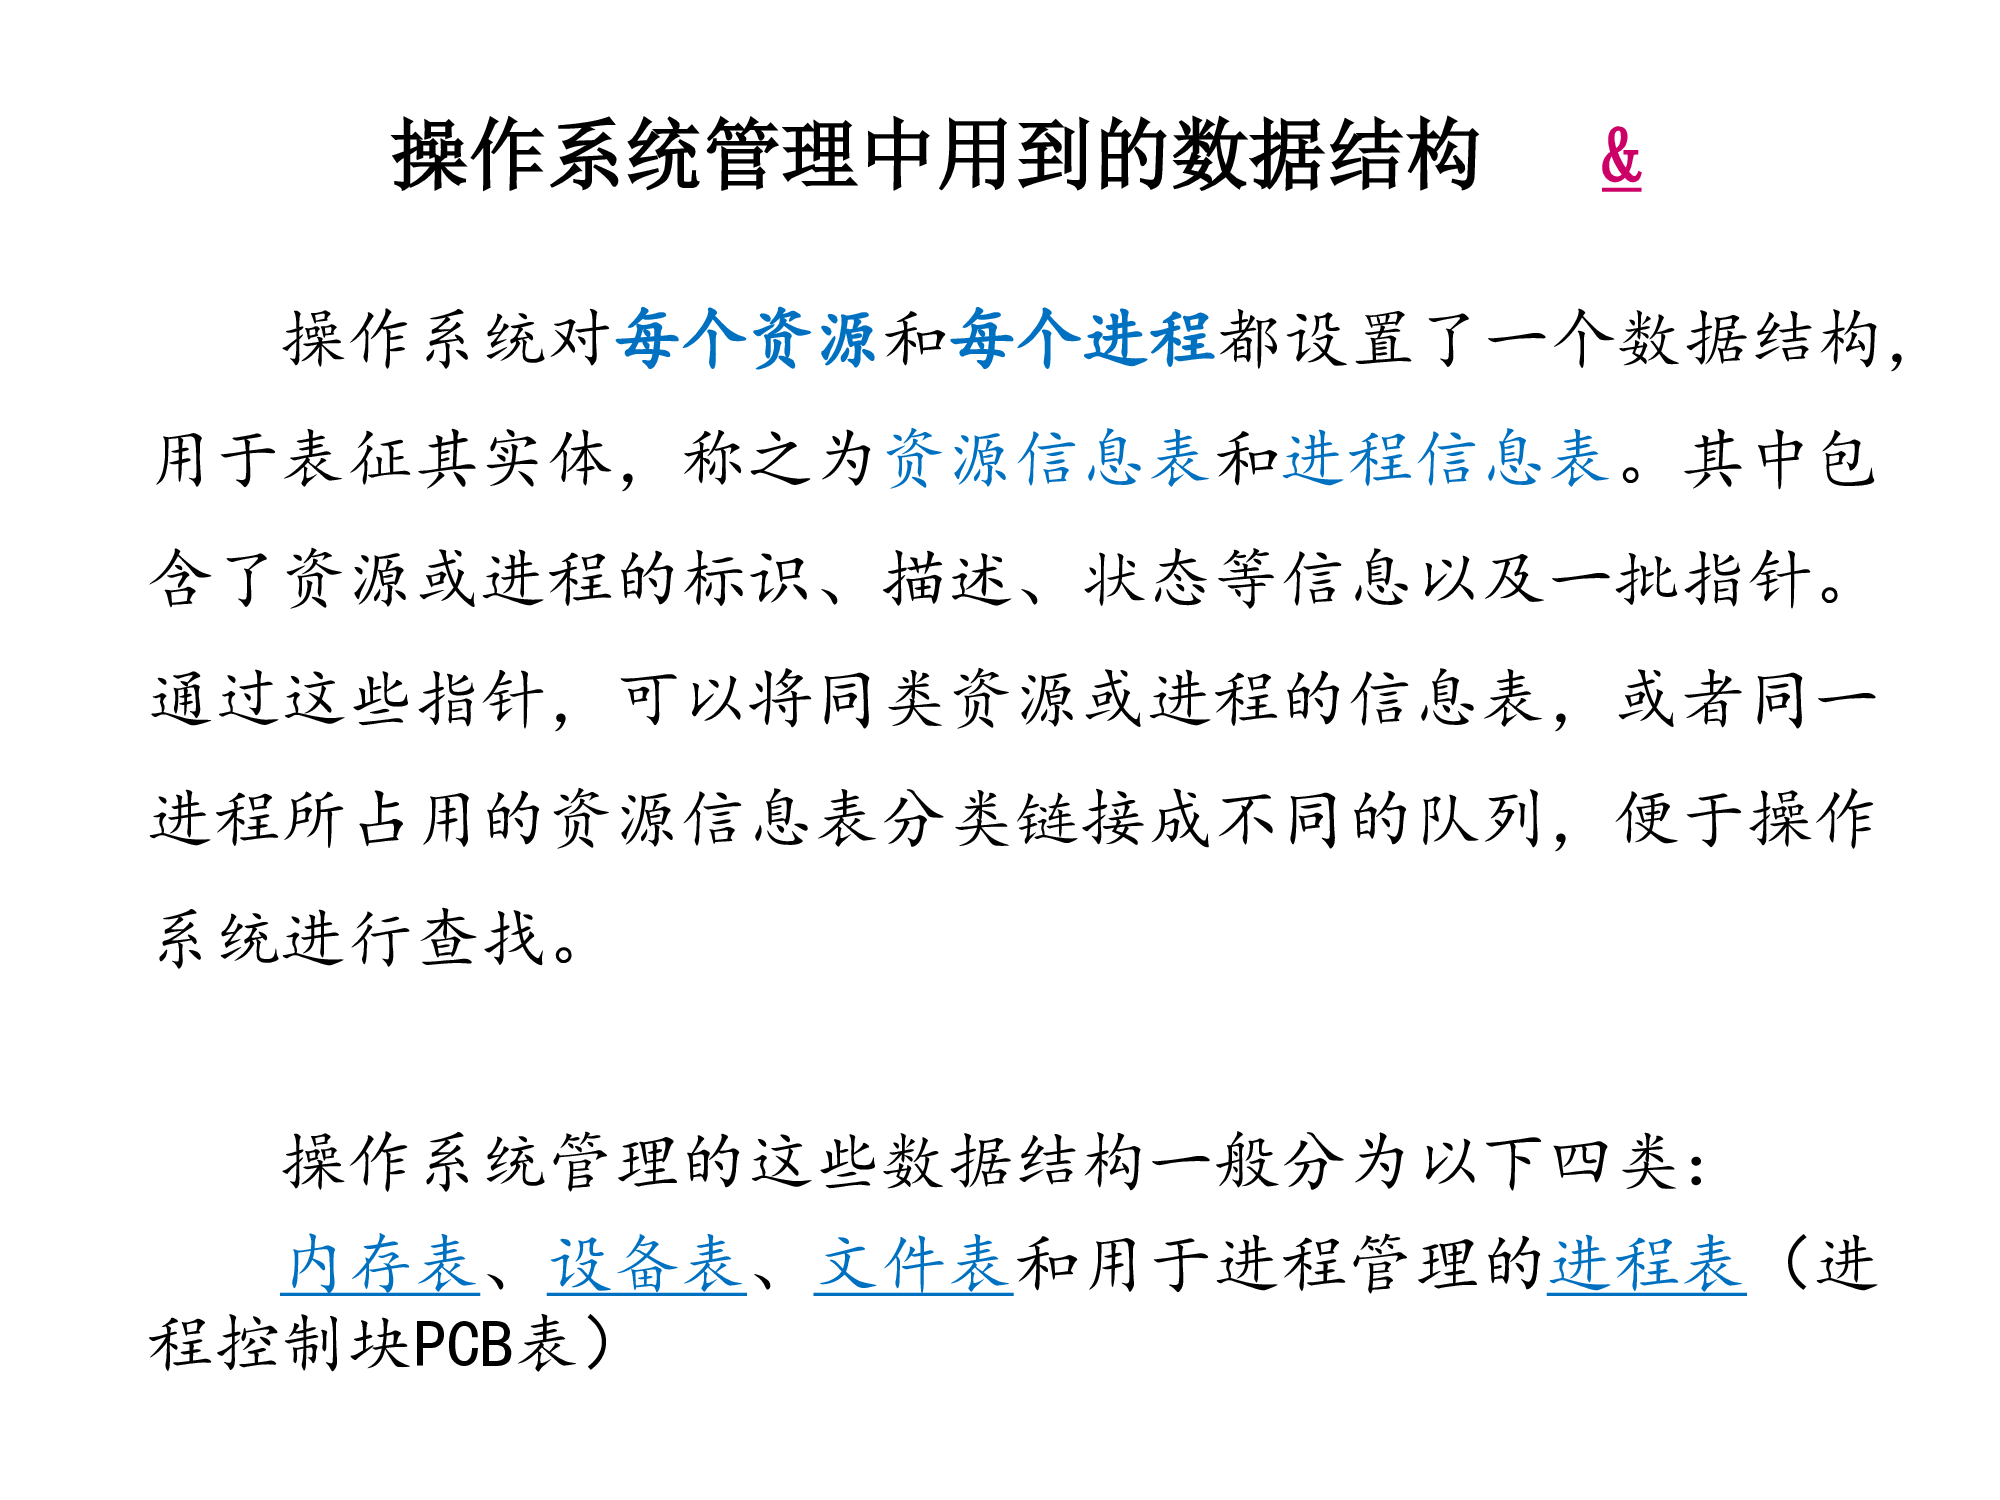 操作系统管理中用到的数据结构 &
操作系统对每个资源和每个进程都设置了一个数据结构，
用于表征其实体，称之为资源信息表和进程信息表。其中包
含了资源或进程的标识、描述、状态等信息以及一批指针。
通过这些指针，可以将同类资源或进程的信息表，或者同一
进程所占用的资源信息表分类链接成不同的队列，便于操作
系统进行查找。
操作系统管理的这些数据结构一般分为以下四类：
内存表、设备表、文件表和用于进程管理的进程表（进
程控制块PCB表）